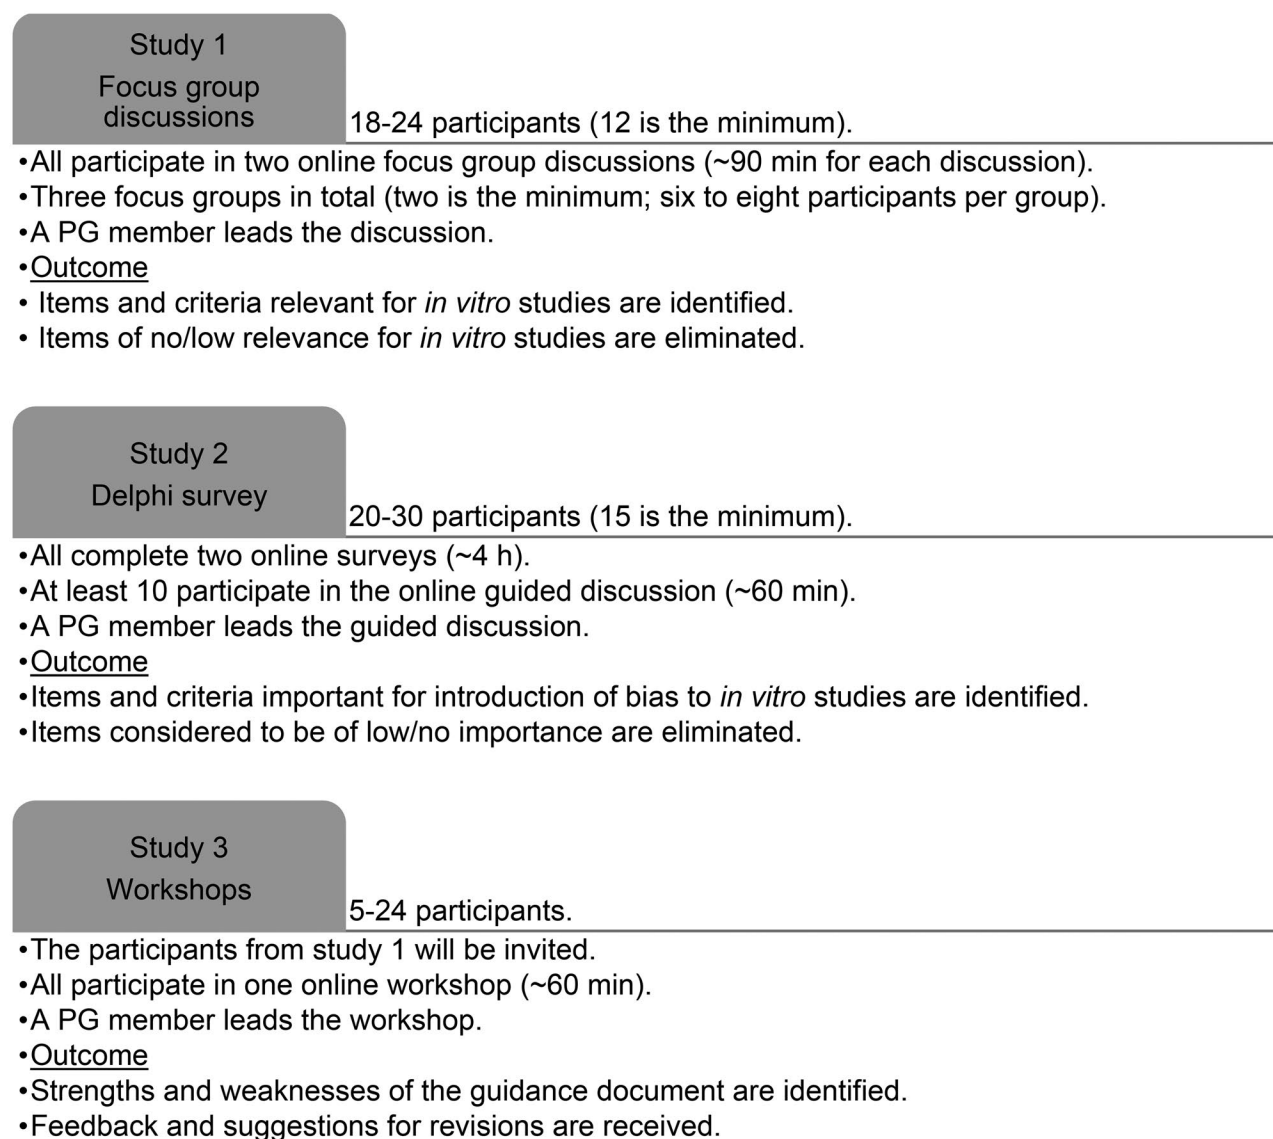 Study 1
Focus group
discussions
18-24 participants (12 is the minimum).
•All participate in two online focus group discussions (~90 min for each discussion).
•Three focus groups in total (two is the minimum; six to eight participants per group).
•A PG member leads the discussion.
•Outcome
• Items and criteria relevant for in vitro studies are identified.
• Items of no/low relevance for in vitro studies are eliminated.
Study 2
Delphi survey
20-30 participants (15 is the minimum).
•All complete two online surveys (~4 h).
•At least 10 participate in the online guided discussion (~60 min).
•A PG member leads the guided discussion.
•Outcome
•Items and criteria important for introduction of bias to in vitro studies are identified.
•Items considered to be of low/no importance are eliminated.
Study 3
Workshops
5-24 participants.
•The participants from study 1 will be invited.
•All participate in one online workshop (~60 min).
•A PG member leads the workshop.
•Outcome
•Strengths and weaknesses of the guidance document are identified.
•Feedback and suggestions for revisions are received.